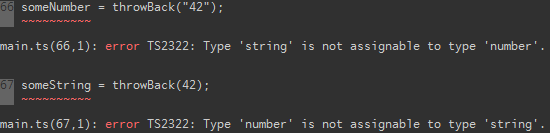 66 someNumber = throwBack("42");
~~~~~~~~~~
main.ts(66,1): error TS2322: Type 'string' is not assignable to type 'number'.
67 someString = throwBack(42);
~~~~~~~~~~
main.ts(67,1): error TS2322: Type 'number' is not assignable to type 'string'.